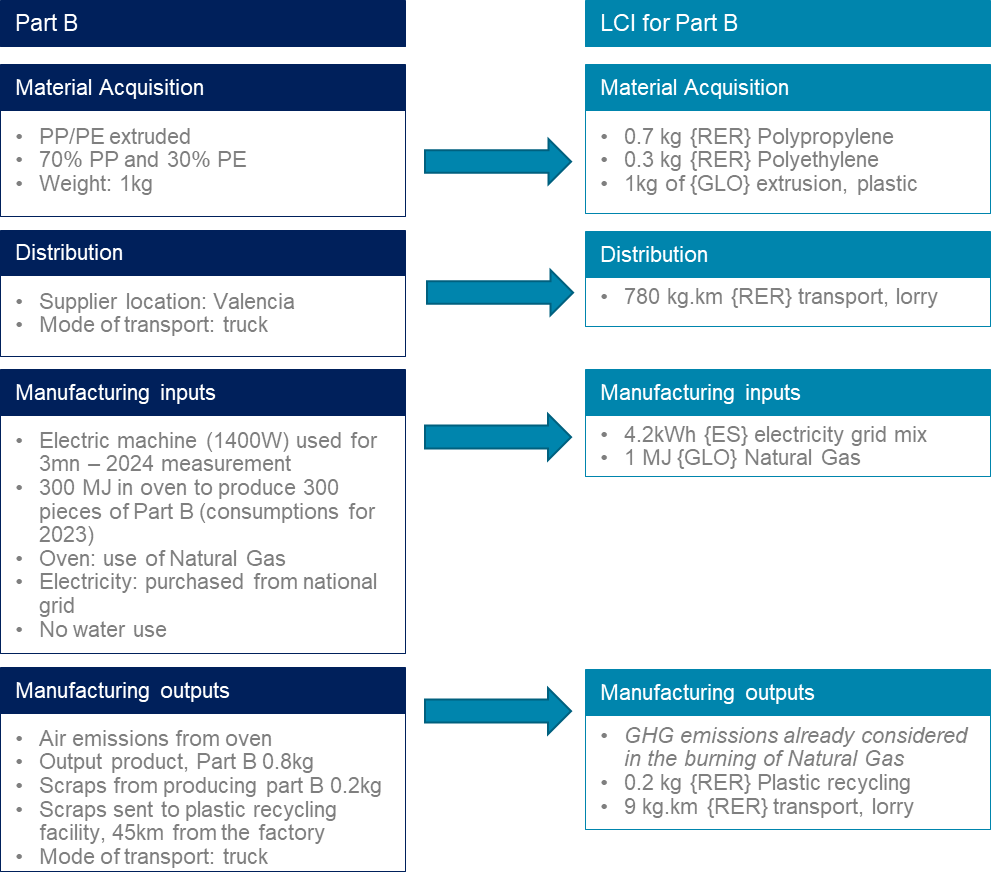 Part B
LCI for Part B
Material Acquisition
• PP/PE extruded
• 70% PP and 30% PE
• Weight: 1kg
Material Acquisition
• 0.7 kg {RER} Polypropylene
• 0.3 kg {RER} Polyethylene
• 1kg of {GLO} extrusion, plastic
Distribution
• Supplier location: Valencia
• Mode of transport: truck
Distribution
• 780 kg.km {RER} transport, lorry
Manufacturing inputs
• Electric machine (1400W) used for
3mn – 2024 measurement
• 300 MJ in oven to produce 300
pieces of Part B (consumptions for
2023)
• Oven: use of Natural Gas
• Electricity: purchased from national
grid
• No water use
Manufacturing inputs
• 4.2kWh {ES} electricity grid mix
• 1 MJ {GLO} Natural Gas
Manufacturing outputs
• Air emissions from oven
• Output product, Part B 0.8kg
• Scraps from producing part B 0.2kg
• Scraps sent to plastic recycling
facility, 45km from the factory
• Mode of transport: truck
Manufacturing outputs
• GHG emissions already considered
in the burning of Natural Gas
• 0.2 kg {RER} Plastic recycling
• 9 kg.km {RER} transport, lorry